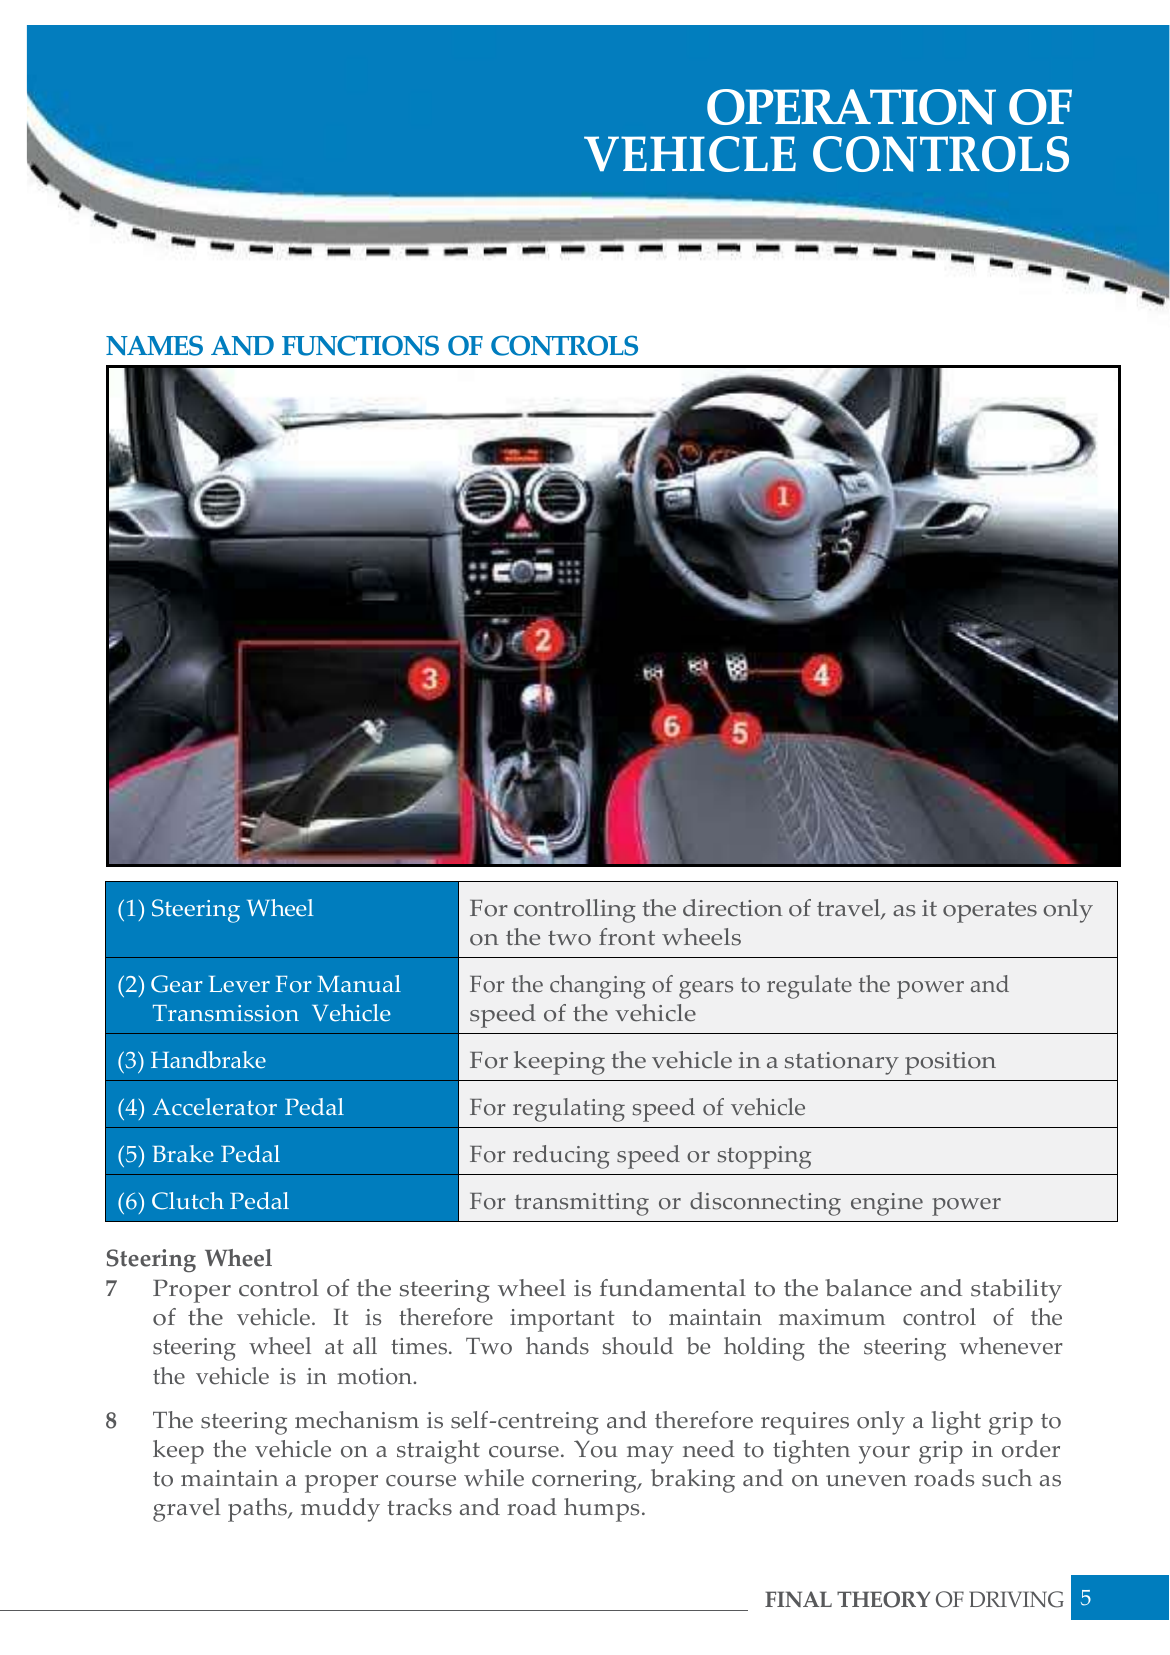 OPERATION OF
VEHICLE CONTROLS
NAMES AND FUNCTIONS OF CONTROLS
1
2
3
4
6
5
(1) Steering Wheel
For controlling the direction of travel, as it operates only
on the two front wheels
(2) Gear Lever For Manual
Transmission Vehicle
For the changing of gears to regulate the power and
speed of the vehicle
(3) Handbrake
For keeping the vehicle in a stationary position
(4) Accelerator Pedal
For regulating speed of vehicle
(5) Brake Pedal
For reducing speed or stopping
(6) Clutch Pedal
For transmitting or disconnecting engine power
Steering Wheel
7 Proper control of the steering wheel is fundamental to the balance and stability
of the vehicle. It is therefore important to maintain maximum control of the
steering wheel at all times. Two hands should be holding the steering whenever
the vehicle is in motion.
8 The steering mechanism is self-centreing and therefore requires only a light grip to
keep the vehicle on a straight course. You may need to tighten your grip in order
to maintain a proper course while cornering, braking and on uneven roads such as
gravel paths, muddy tracks and road humps.
FINAL THEORY OF DRIVING 5